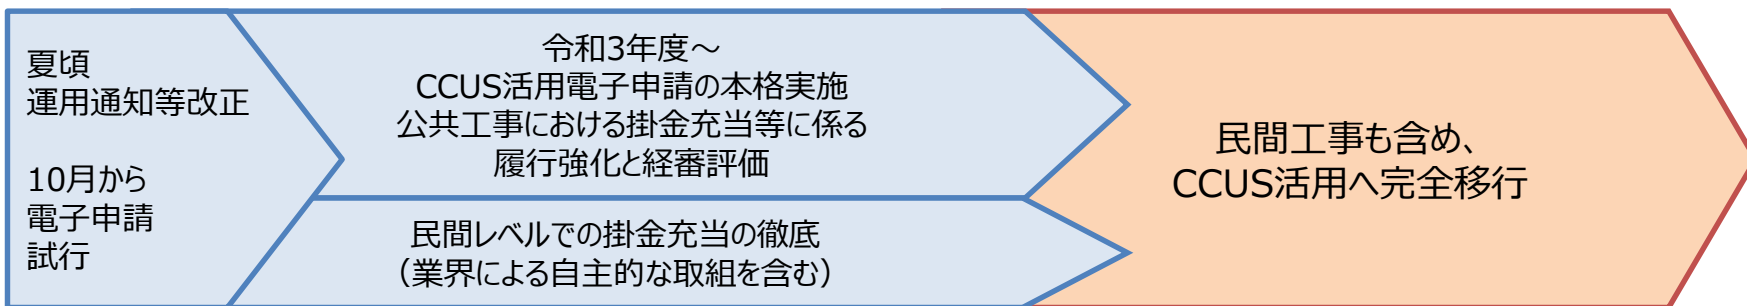 夏頃
運用通知等改正
10月から
電子申請
試行
令和3年度～
CCUS活用電子申請の本格実施
公共工事における掛金充当等に係る
履行強化と経審評価
民間レベルでの掛金充当の徹底
（業界による自主的な取組を含む）
民間工事も含め、
CCUS活用へ完全移行